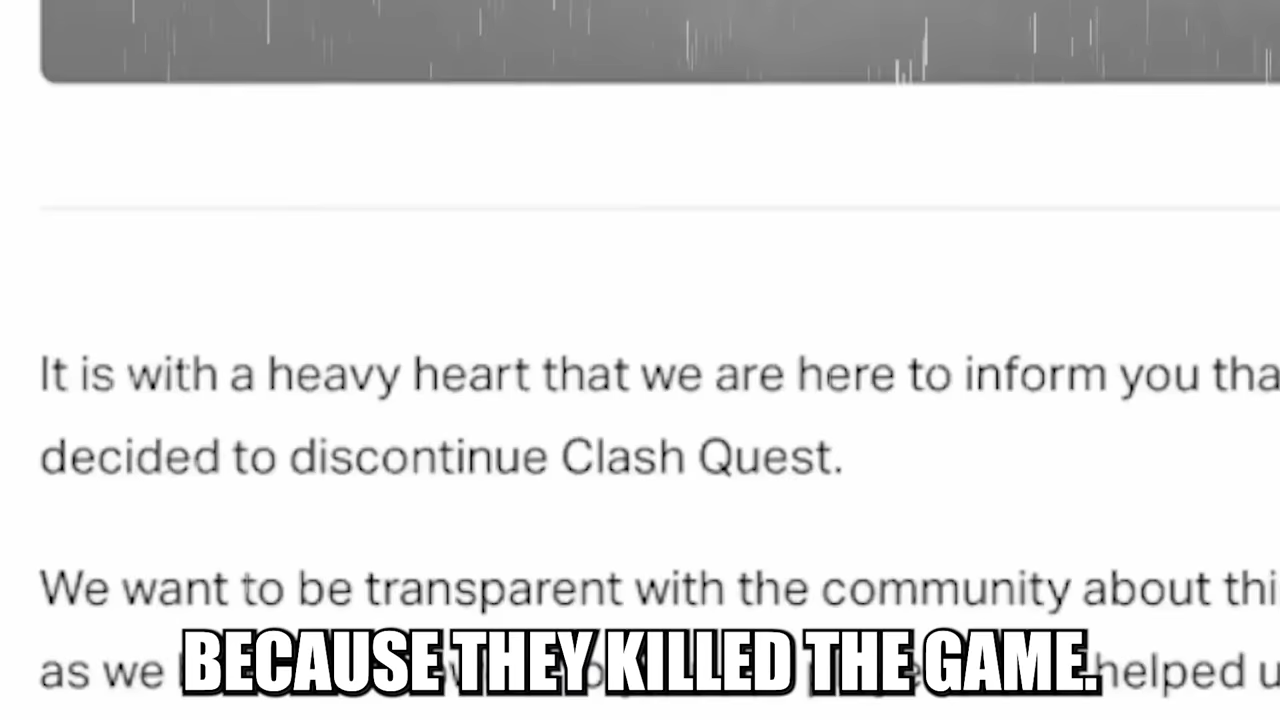 It is with a heavy heart that we are here to inform you tha
decided to discontinue Clash Quest.
We want to be transparent with the community about thi
as we
helped u
BECAUSE THEY KILLED THE GAME.